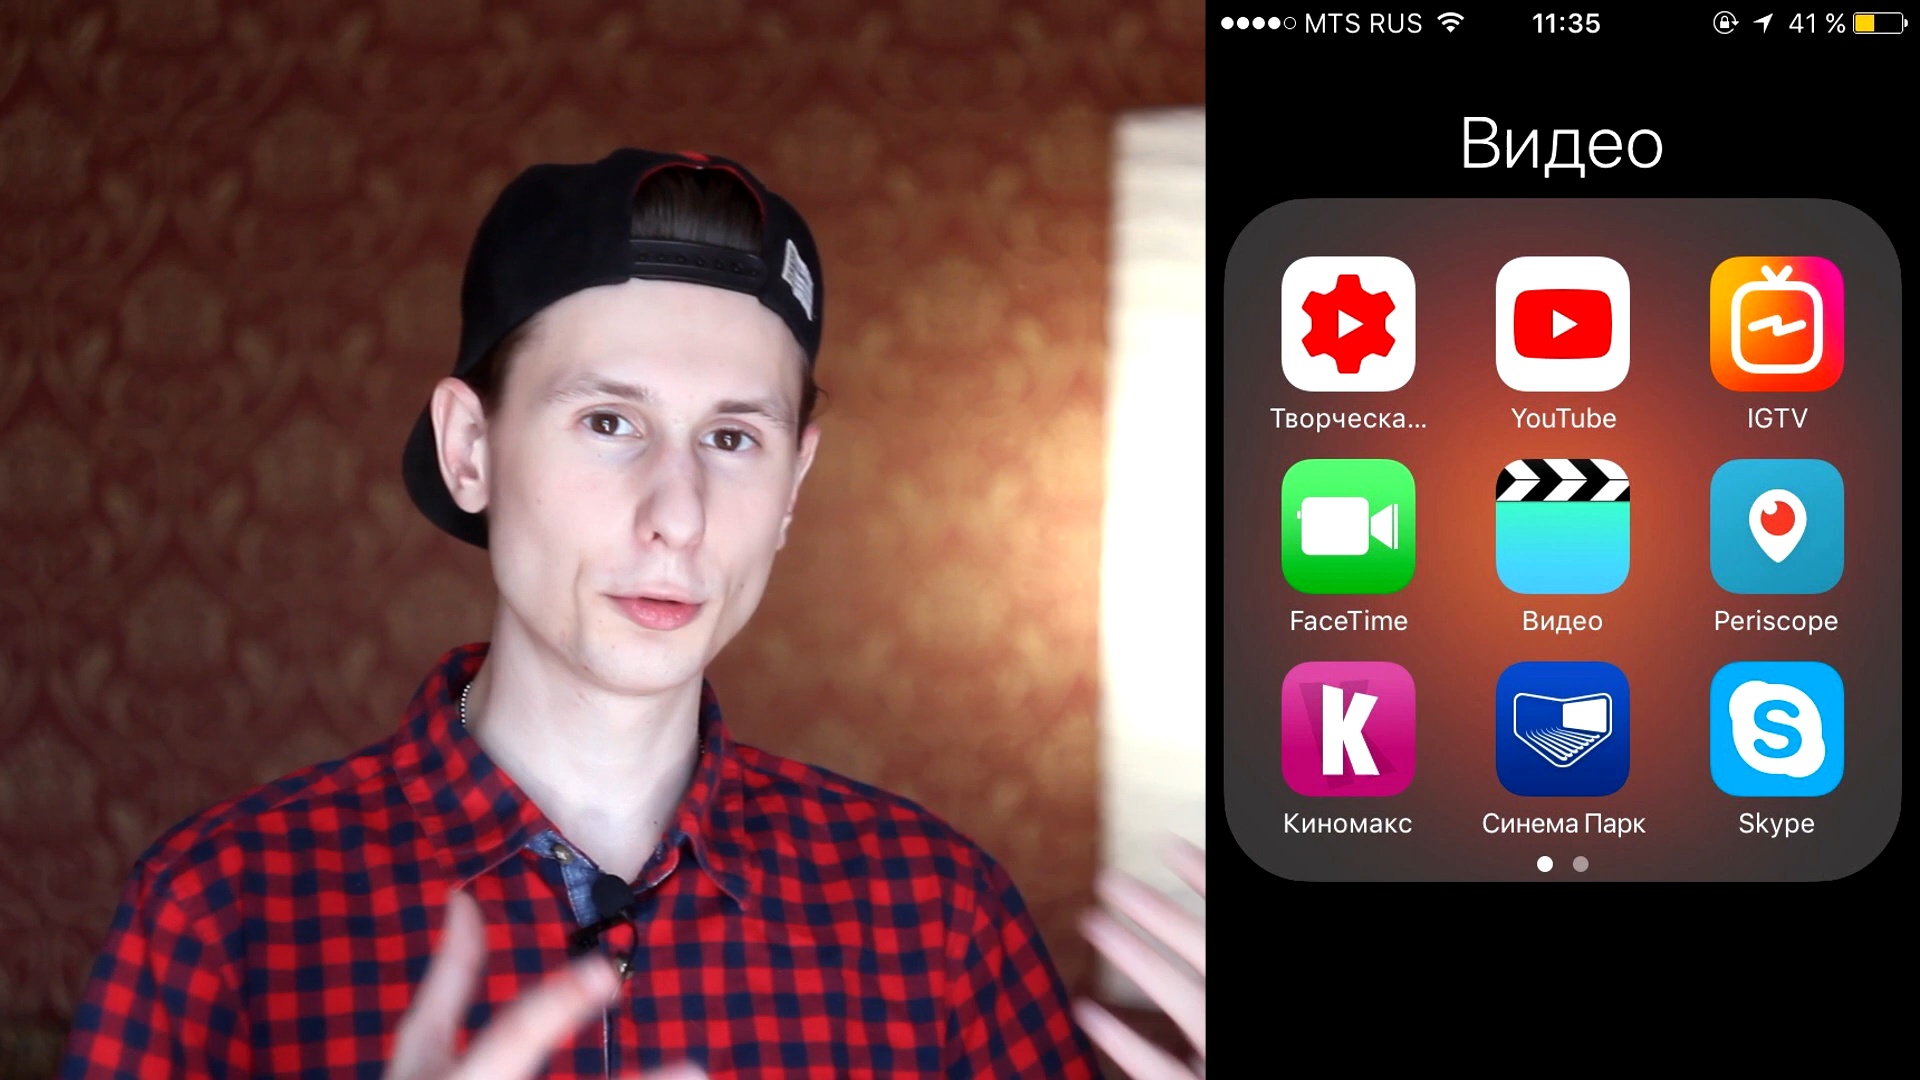 MTS RUS 11:35 41 %
Видео
Творческа... YouTube IGTV
FaceTime Видео Periscope
K S
Киномакс Синема Парк Skype